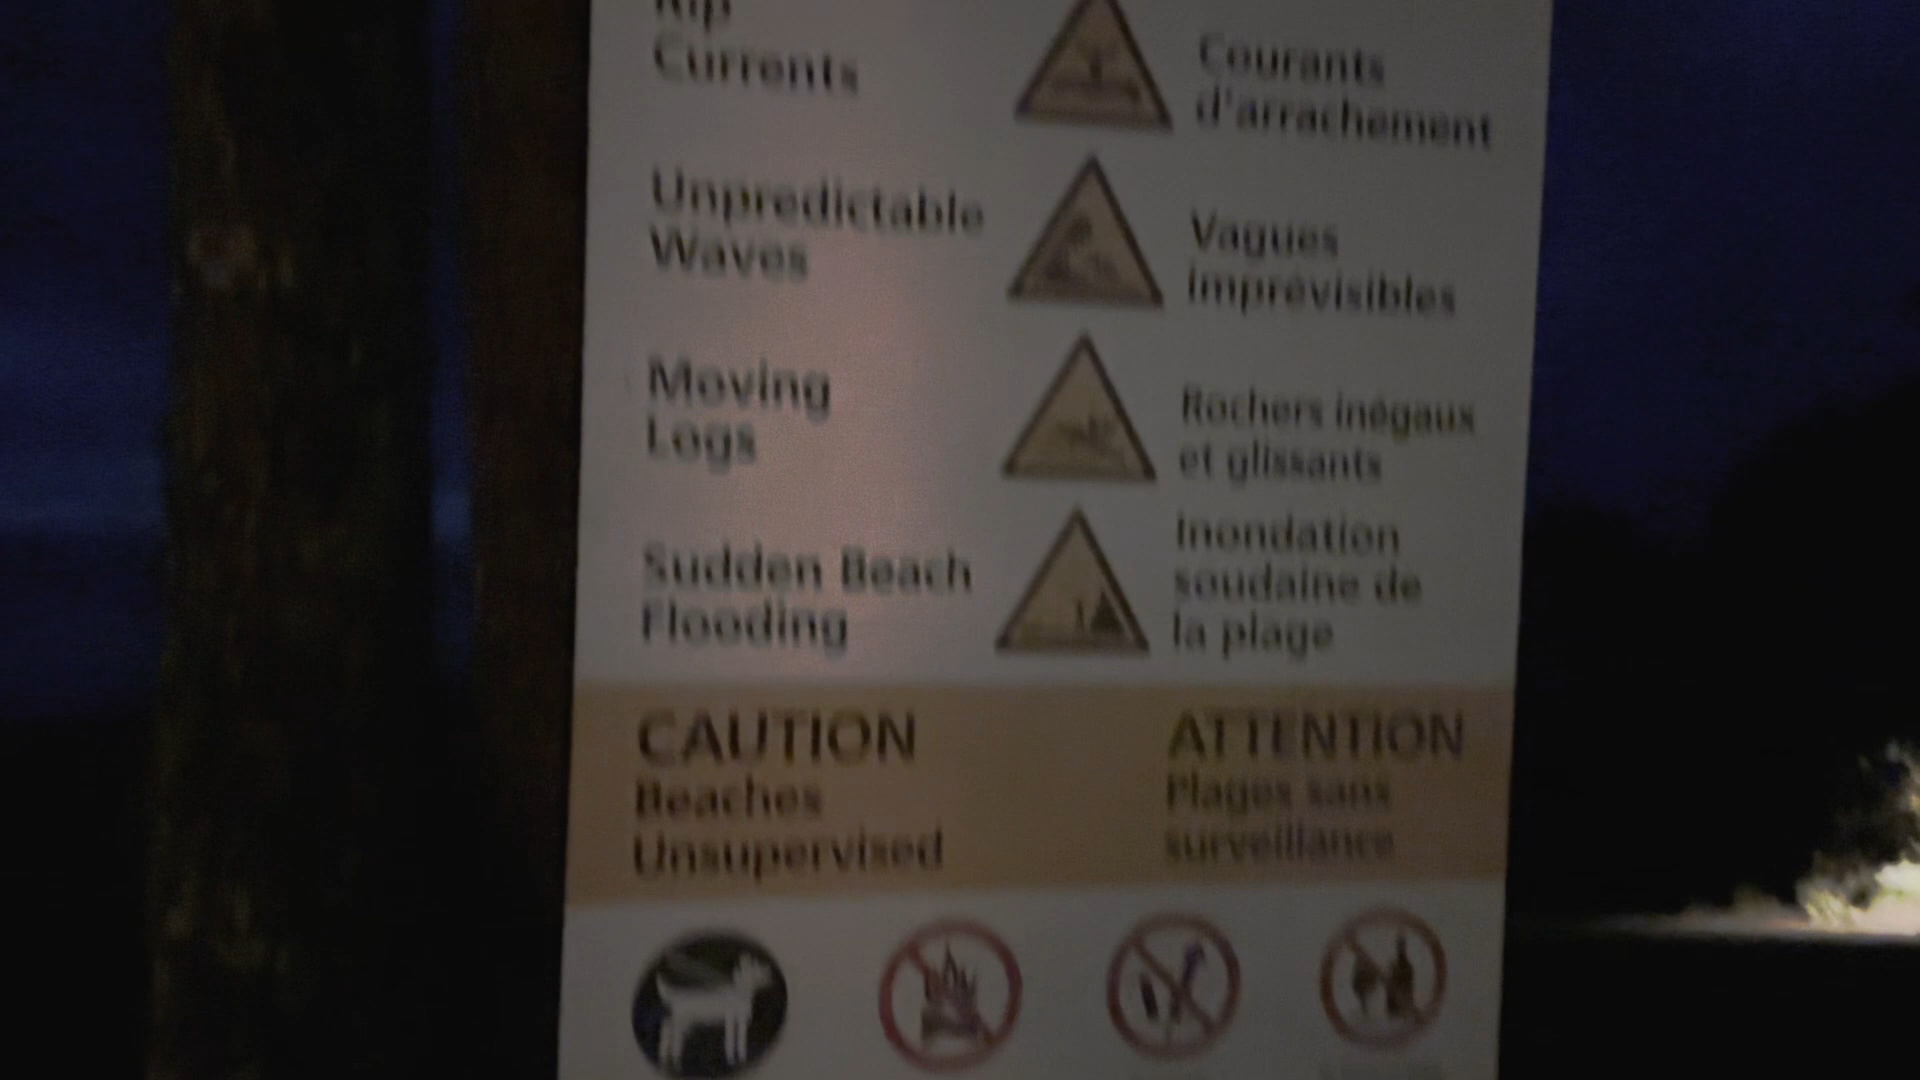 Rip
Currents
Courants
d'arrachement
Unpredictable
Waves
Vagues
imprévisibles
Moving
Logs
Rochers inégaux
et glissants
Sudden Beach
Flooding
Inondation
soudaine de
la plage
CAUTION
Beaches
Unsupervised
ATTENTION
Plages sans
surveillance